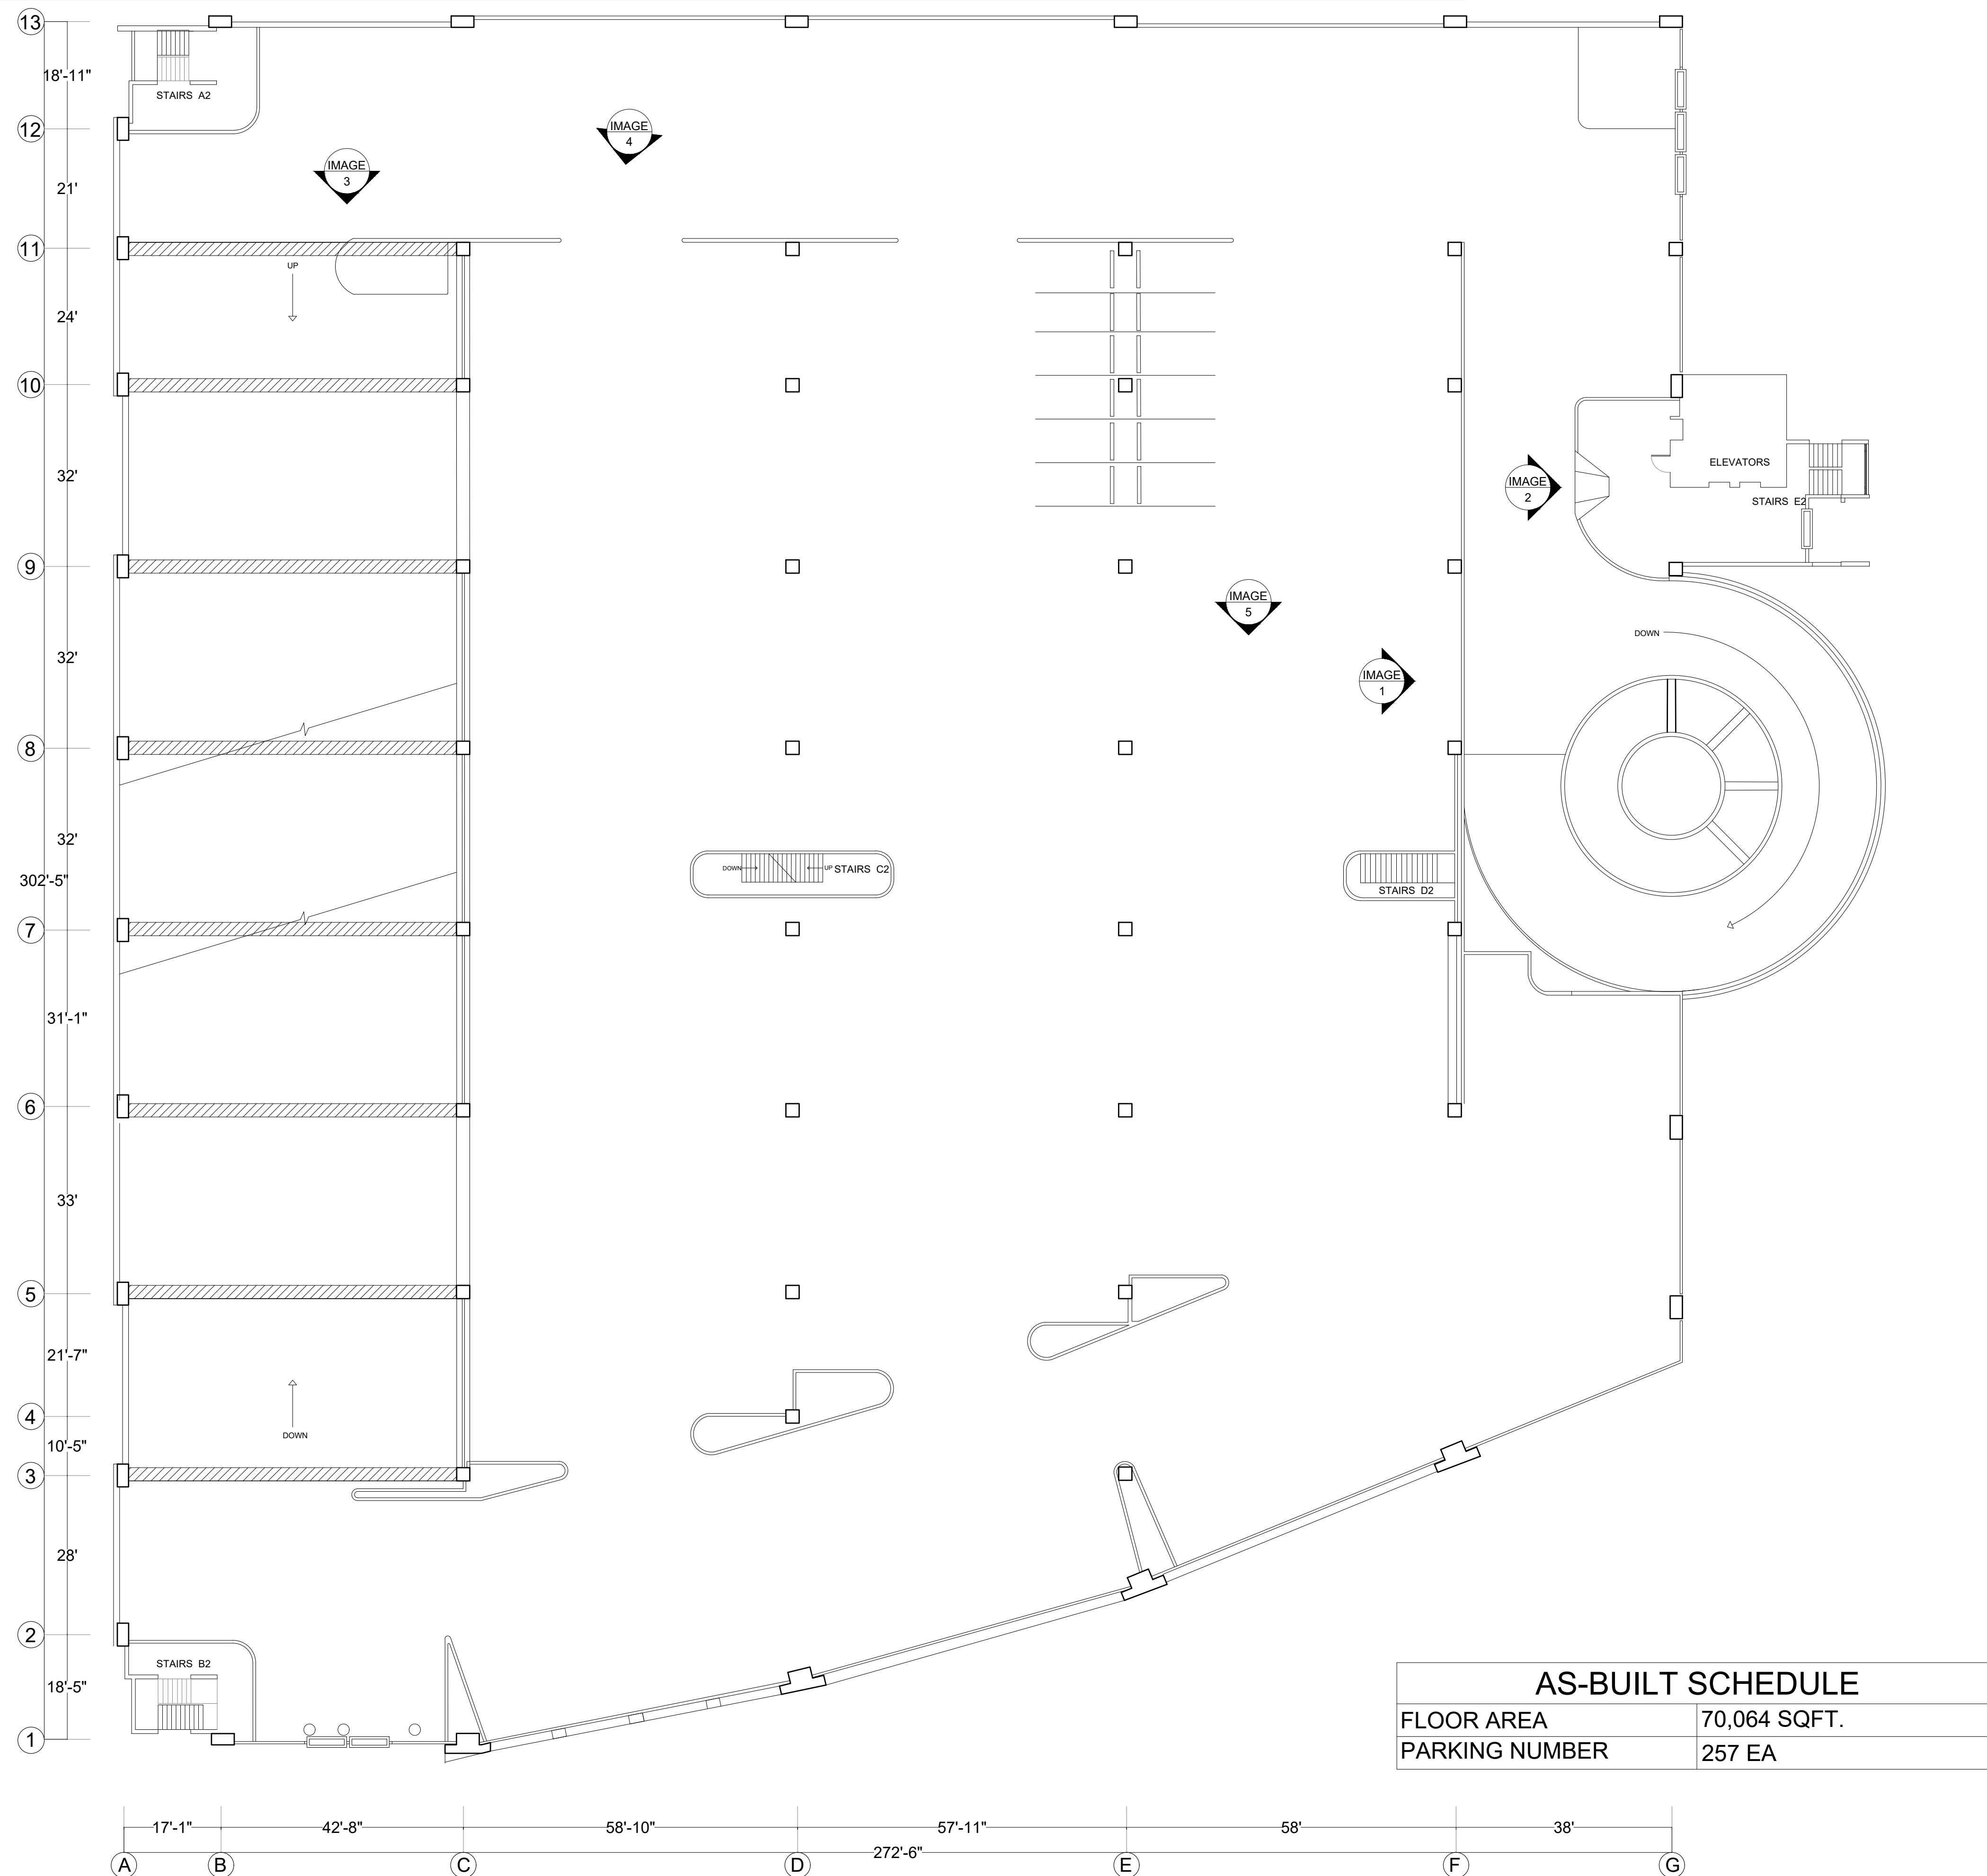 13
18'-11"
STAIRS A2
12
IMAGE
4
IMAGE
3
21'
11
UP
24'
10
ELEVATORS
32'
IMAGE
2
STAIRS E2
9
IMAGE
5
DOWN
32'
IMAGE
1
8
32'
DOWN
UP
STAIRS C2
302'-5"
STAIRS D2
7
31'-1"
6
33'
5
21'-7"
4
DOWN
10'-5"
3
28'
2
STAIRS B2
18'-5"
1
AS-BUILT SCHEDULE
FLOOR AREA 70,064 SQFT.
PARKING NUMBER 257 EA
17'-1" 42'-8" 58'-10" 57'-11" 58' 38'
272'-6"
A B C D E F G